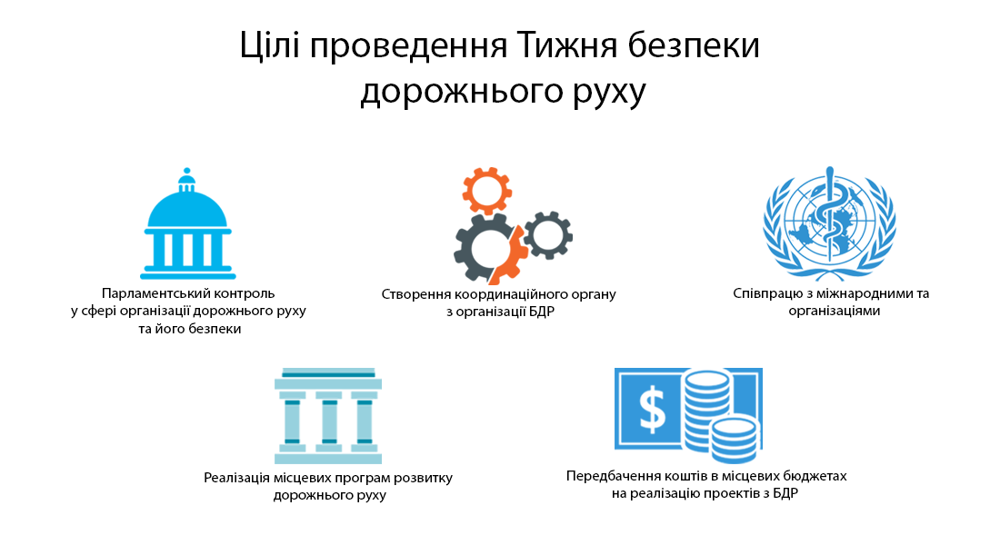 Цілі проведення Тижня безпеки
дорожнього руху
Парламентський контроль
у сфері організації дорожнього руху
та його безпеки
Створення координаційного органу
з організації БДР
Співпрацю з міжнародними та
організаціями
Реалізація місцевих програм розвитку
дорожнього руху
$
Передбачення коштів в місцевих бюджетах
на реалізацію проектів з БДР